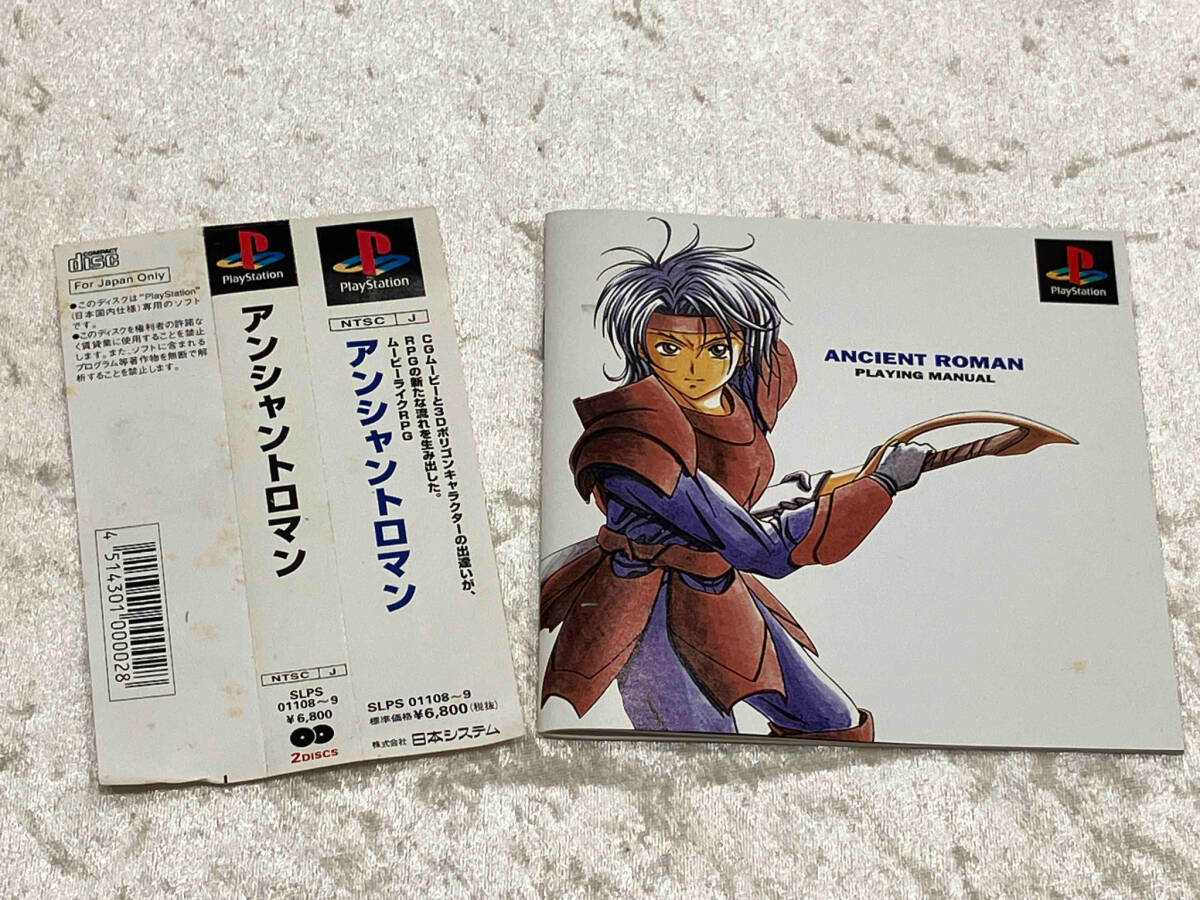 COMPACT
disc
For Japan Only
●このディスクは"PlayStation"
(日本国内仕様)専用のソフト
です。
●このディスクを権利者の許諾な
く賃貸業に使用することを禁止
します。また、ソフトに含まれる
プログラム等著作物を無断で解
析することを禁止します。
4 514301 000028
PlayStation
アンシャントロマン
NTSC J
SLPS
01108～9
¥6,800
2DISCS
PlayStation
NTSC J
CGムービーと3Dポリゴンキャラクターの出逢いが、
RPGの新たな流れを生み出した。
ムービーライクRPG
アンシャントロマン
SLPS 01108～9
標準価格¥6,800(税抜)
株式会社 日本システム
PlayStation
ANCIENT ROMAN
PLAYING MANUAL